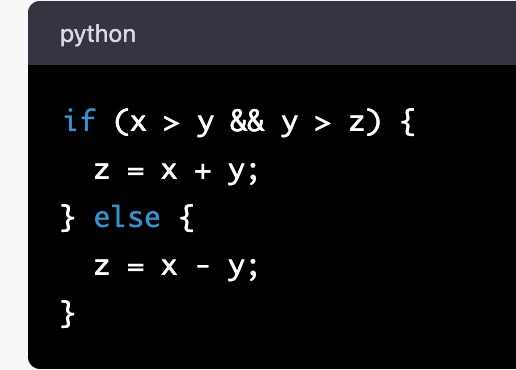 python
if (x > y && y > z) {
  z = x + y;
} else {
  z = x - y;
}